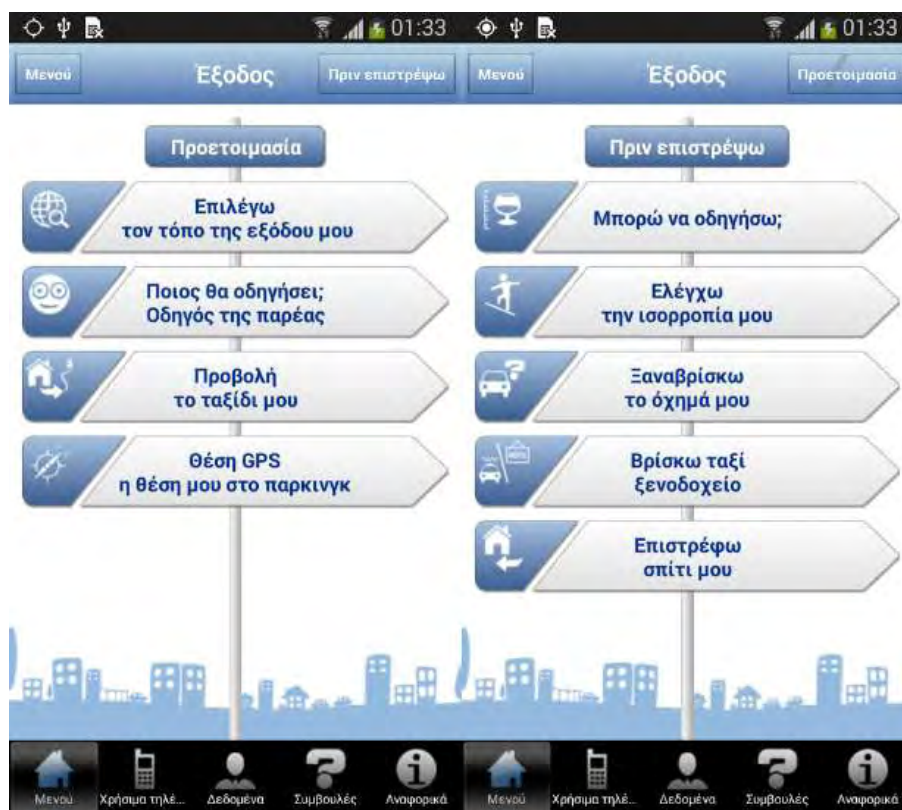 01:33
Μενού
Έξοδος
Πριν επιστρέψω
Προετοιμασία
Επιλέγω
τον τόπο της εξόδου μου
Ποιος θα οδηγήσει;
Οδηγός της παρέας
Προβολή
το ταξίδι μου
Θέση GPS
η θέση μου στο παρκινγκ
Μενού
Χρήσιμα τηλέ...
Δεδομένα
Συμβουλές
Αναφορικά
01:33
Μενού
Έξοδος
Προετοιμασία
Πριν επιστρέψω
Μπορώ να οδηγήσω;
Ελέγχω
την ισορροπία μου
Ξαναβρίσκω
το όχημά μου
Βρίσκω ταξί
ξενοδοχείο
Επιστρέφω
σπίτι μου
Μενού
Χρήσιμα τηλέ...
Δεδομένα
Συμβουλές
Αναφορικά